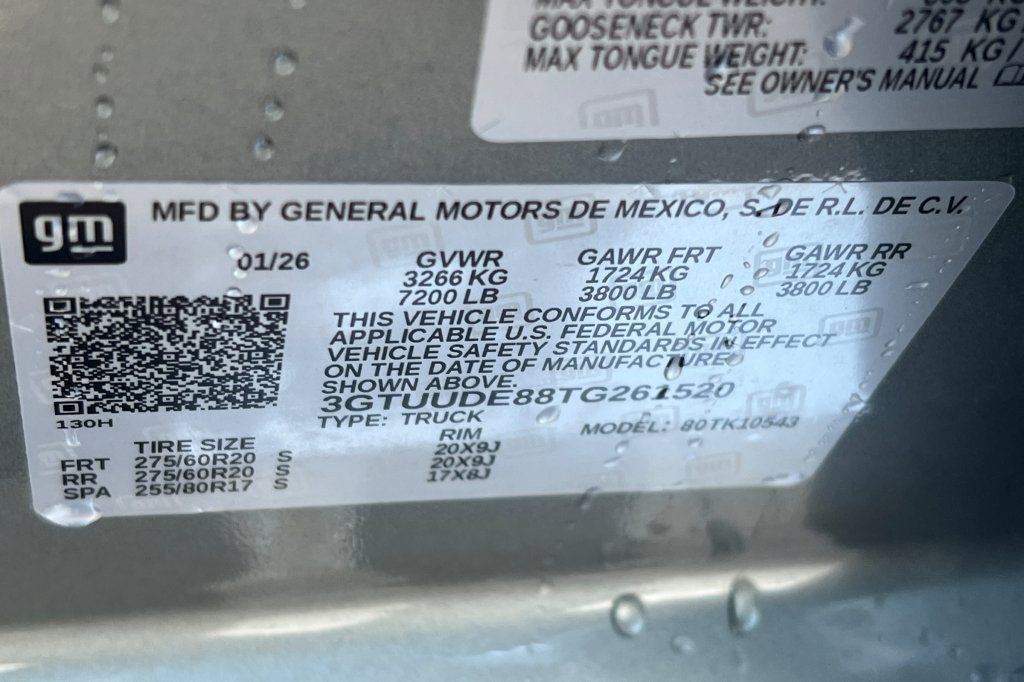 MAX TONGUE WEIGHT:
GOOSENECK TWR: 2767 KG
MAX TONGUE WEIGHT: 415 KG/
SEE OWNER'S MANUAL
gm MFD BY GENERAL MOTORS DE MEXICO, S. DE R.L. DE C.V.
01/26 GVWR GAWR FRT GAWR RR
3266 KG 1724 KG 1724 KG
7200 LB 3800 LB 3800 LB
THIS VEHICLE CONFORMS TO ALL
APPLICABLE U.S. FEDERAL MOTOR
VEHICLE SAFETY STANDARDS IN EFFECT
ON THE DATE OF MANUFACTURE
SHOWN ABOVE.
3GTUUDE88TG261520
130H TYPE: TRUCK MODEL: 80TK10543
TIRE SIZE RIM
FRT 275/60R20 S 20X9J
RR 275/60R20 S 20X9J
SPA 255/80R17 S 17X8J